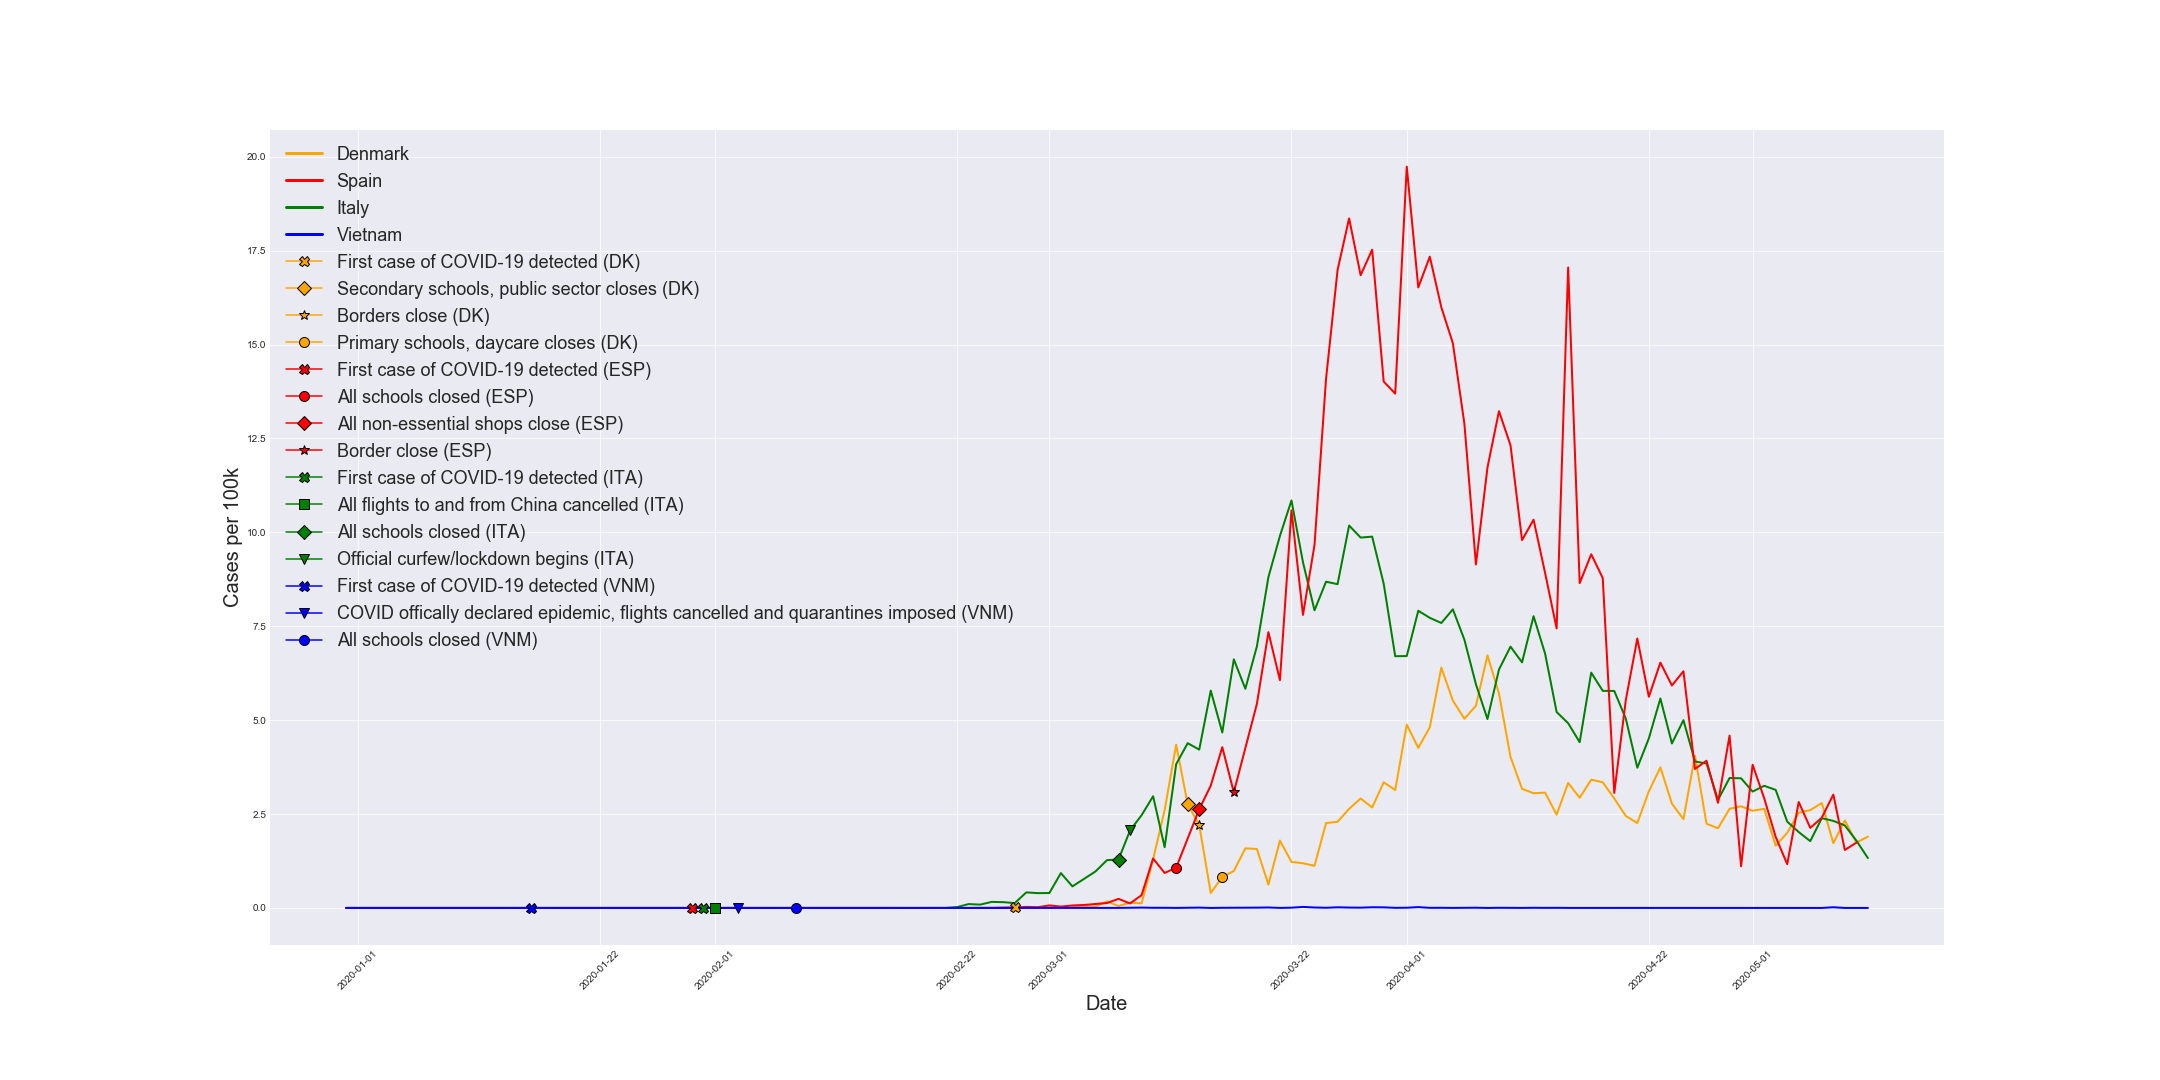 20.0
17.5
15.0
12.5
10.0
7.5
5.0
2.5
0.0
Cases per 100k
Denmark
Spain
Italy
Vietnam
First case of COVID-19 detected (DK)
Secondary schools, public sector closes (DK)
Borders close (DK)
Primary schools, daycare closes (DK)
First case of COVID-19 detected (ESP)
All schools closed (ESP)
All non-essential shops close (ESP)
Border close (ESP)
First case of COVID-19 detected (ITA)
All flights to and from China cancelled (ITA)
All schools closed (ITA)
Official curfew/lockdown begins (ITA)
First case of COVID-19 detected (VNM)
COVID offically declared epidemic, flights cancelled and quarantines imposed (VNM)
All schools closed (VNM)
2020-01-01
2020-01-22
2020-02-01
2020-02-22
2020-03-01
2020-03-22
2020-04-01
2020-04-22
2020-05-01
Date